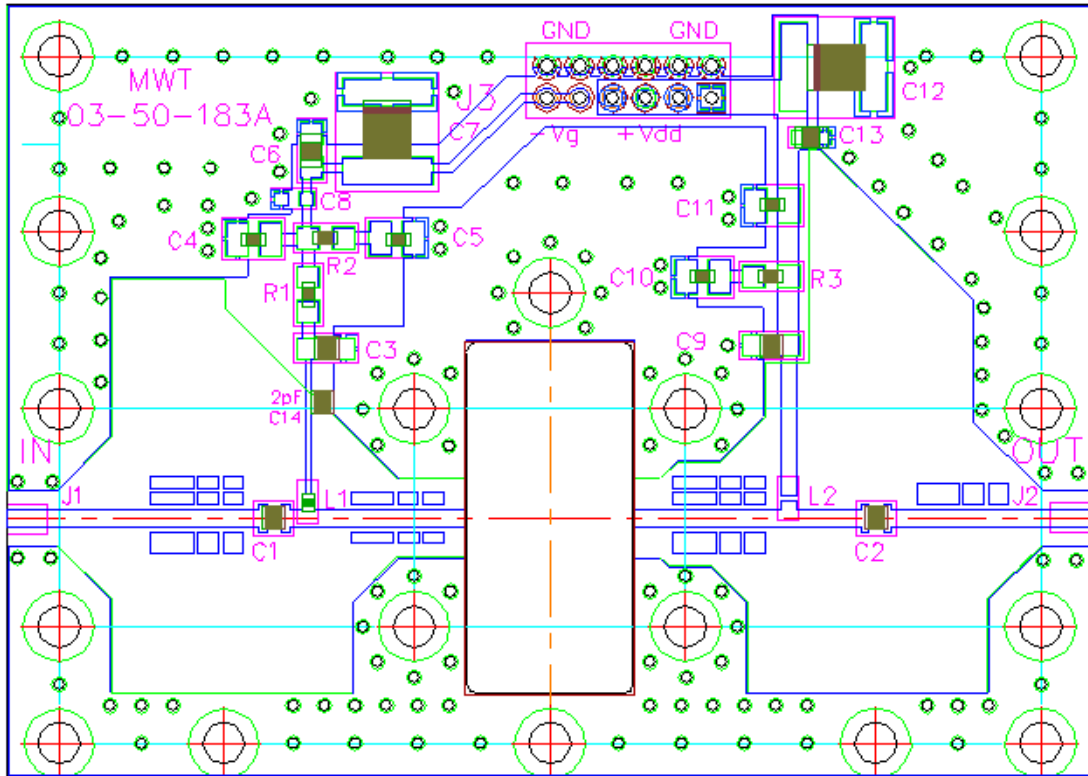 GND GND
MWT
03-50-183A
J3
C12
C7
-Vg +Vdd
C13
C6
C8
C11
C4
C5
R2
C10
R3
R1
C9
C3
2pF
C14
IN
OUT
J1
L1
L2
J2
C1
C2